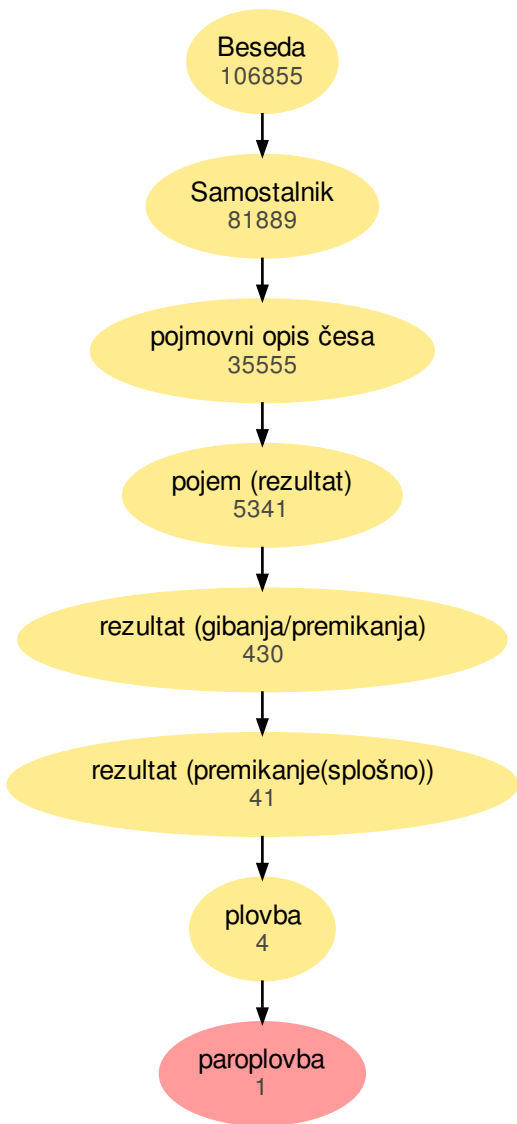 Beseda
106855
Samostalnik
81889
pojmovni opis česa
35555
pojem (rezultat)
5341
rezultat (gibanja/premikanja)
430
rezultat (premikanje(splošno))
41
plovba
4
paroplovba
1